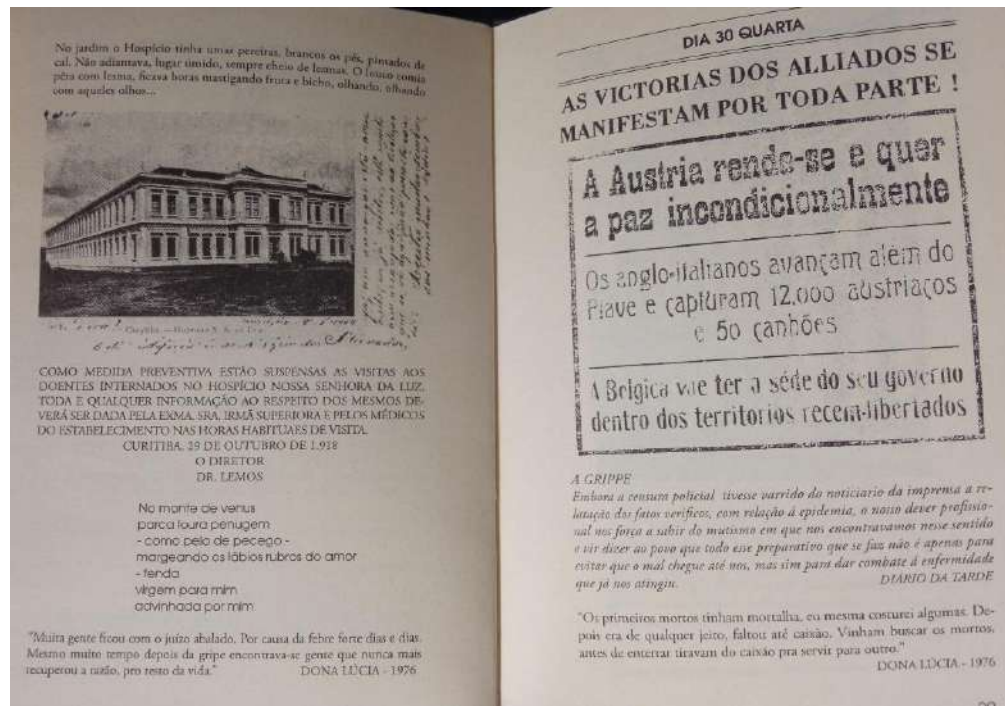 No jardim o Hospício tinha umas pereiras, brancos os pés, pintados de
cal. Não adiantava, lugar úmido, sempre cheio de lesmas. O louco comia
pêra com lesma, ficava horas mastigando fruta e bicho, olhando, olhando
com aqueles olhos...
COMO MEDIDA PREVENTIVA ESTÃO SUSPENSAS AS VISITAS AOS
DOENTES INTERNADOS NO HOSPÍCIO NOSSA SENHORA DA LUZ.
TODA E QUALQUER INFORMAÇÃO AO RESPEITO DOS MESMOS DE-
VERÁ SER DADA PELA EXMA. SRA. IRMÃ SUPERIORA E PELOS MÉDICOS
DO ESTABELECIMENTO NAS HORAS HABITUAES DE VISITA.
CURITIBA, 29 DE OUTUBRO DE 1.918
O DIRETOR
DR. LEMOS
No monte de venus
parca loura penugem
- como pelo de pecego -
margeando os lábios rubros do amor
- fenda
virgem para mim
advinhada por mim
"Muita gente ficou com o juízo abalado. Por causa da febre forte dias e dias.
Mesmo muito tempo depois da gripe encontrava-se gente que nunca mais
recuperou a razão, pro resto da vida." DONA LÚCIA - 1976
DIA 30 QUARTA
AS VICTORIAS DOS ALLIADOS SE
MANIFESTAM POR TODA PARTE !
A Austria rende-se e quer
a paz incondicionalmente
Os anglo-italianos avançam além do
Piave e capturam 12.000 austriaços
e 50 canhões
A Belgica vae ter a séde do seu governo
dentro dos territorios recem-libertados
A GRIPPE
Embora a censura policial tivesse varrido do noticiario da imprensa a re-
latação dos fatos verificos, com relação á epidemia, o nosso dever profissio-
nal nos força a sahir do mutismo em que nos encontravamos nesse sentido
e vir dizer ao povo que todo esse preparativo que se faz não é apenas para
evitar que o mal chegue até nos, mas sim para dar combate á enfermidade
que já nos atingiu. DIARIO DA TARDE
"Os primeiros mortos tinham mortalha, eu mesma costurei algumas. De-
pois era de qualquer jeito, faltou até caixão. Vinham buscar os mortos,
antes de enterrar tiravam do caixão pra servir para outro."
DONA LÚCIA - 1976